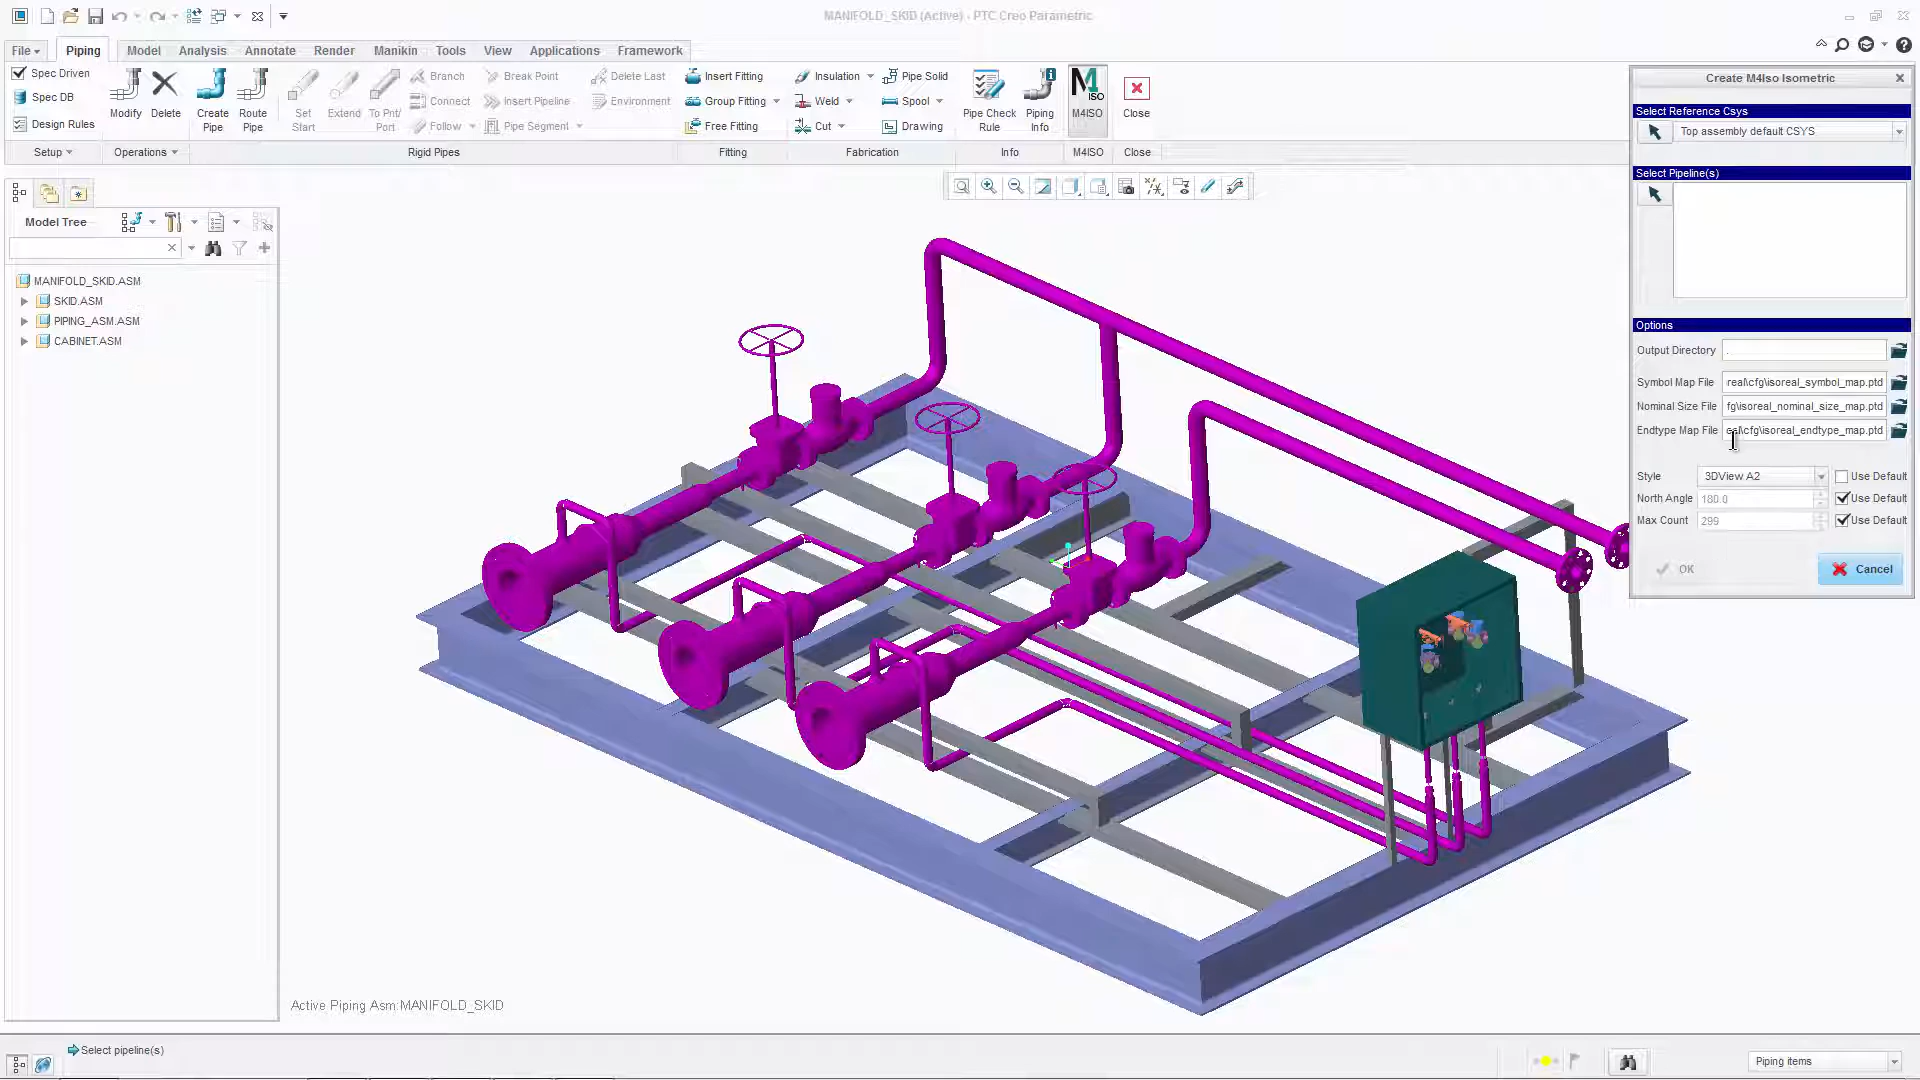 MANIFOLD_SKID (Active) - PTC Creo Parametric
File
Piping
Model
Analysis
Annotate
Render
Manikin
Tools
View
Applications
Framework
Spec Driven
Spec DB
Design Rules
Modify
Delete
Create Pipe
Route Pipe
Set Start
Extend
To Pnt/ Port
Branch
Connect
Follow
Break Point
Insert Pipeline
Pipe Segment
Delete Last
Environment
Insert Fitting
Group Fitting
Free Fitting
Insulation
Weld
Cut
Pipe Solid
Spool
Drawing
Pipe Check Rule
Piping Info
M ISO
M4ISO
Close
Setup
Operations
Rigid Pipes
Fitting
Fabrication
Info
M4ISO
Close
Model Tree
MANIFOLD_SKID.ASM
SKID.ASM
PIPING_ASM.ASM
CABINET.ASM
Create M4Iso Isometric
Select Reference Csys
Top assembly default CSYS
Select Pipeline(s)
Options
Output Directory
.
Symbol Map File real\cfg\isoreal_symbol_map.ptd
Nominal Size File fg\isoreal_nominal_size_map.ptd
Endtype Map File eal\cfg\isoreal_endtype_map.ptd
Style 3DView A2 Use Default
North Angle 180.0 Use Default
Max Count 299 Use Default
OK
Cancel
Active Piping Asm:MANIFOLD_SKID
Select pipeline(s)
Piping items